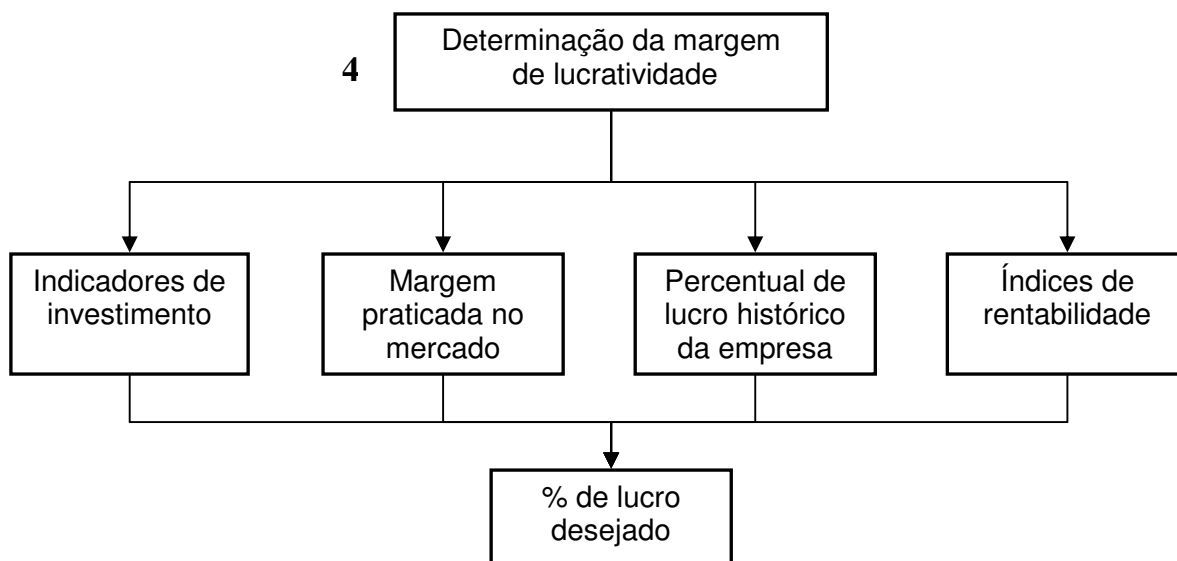 Determinação da margem
de lucratividade
4
Indicadores de
investimento
Margem
praticada no
mercado
Percentual de
lucro histórico
da empresa
Índices de
rentabilidade
% de lucro
desejado